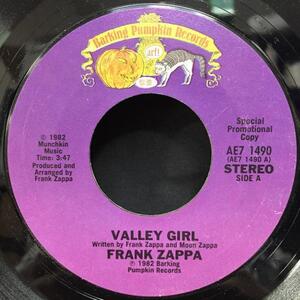 Barking Pumpkin Records
arf!
℗ 1982
Munchkin
Music
Time: 3:47
Produced and
Arranged by
Frank Zappa
Special
Promotional
Copy
AE7 1490
(AE7 1490 A)
STEREO
SIDE A
VALLEY GIRL
Written by Frank Zappa and Moon Zappa
FRANK ZAPPA
℗ 1982 Barking
Pumpkin Records